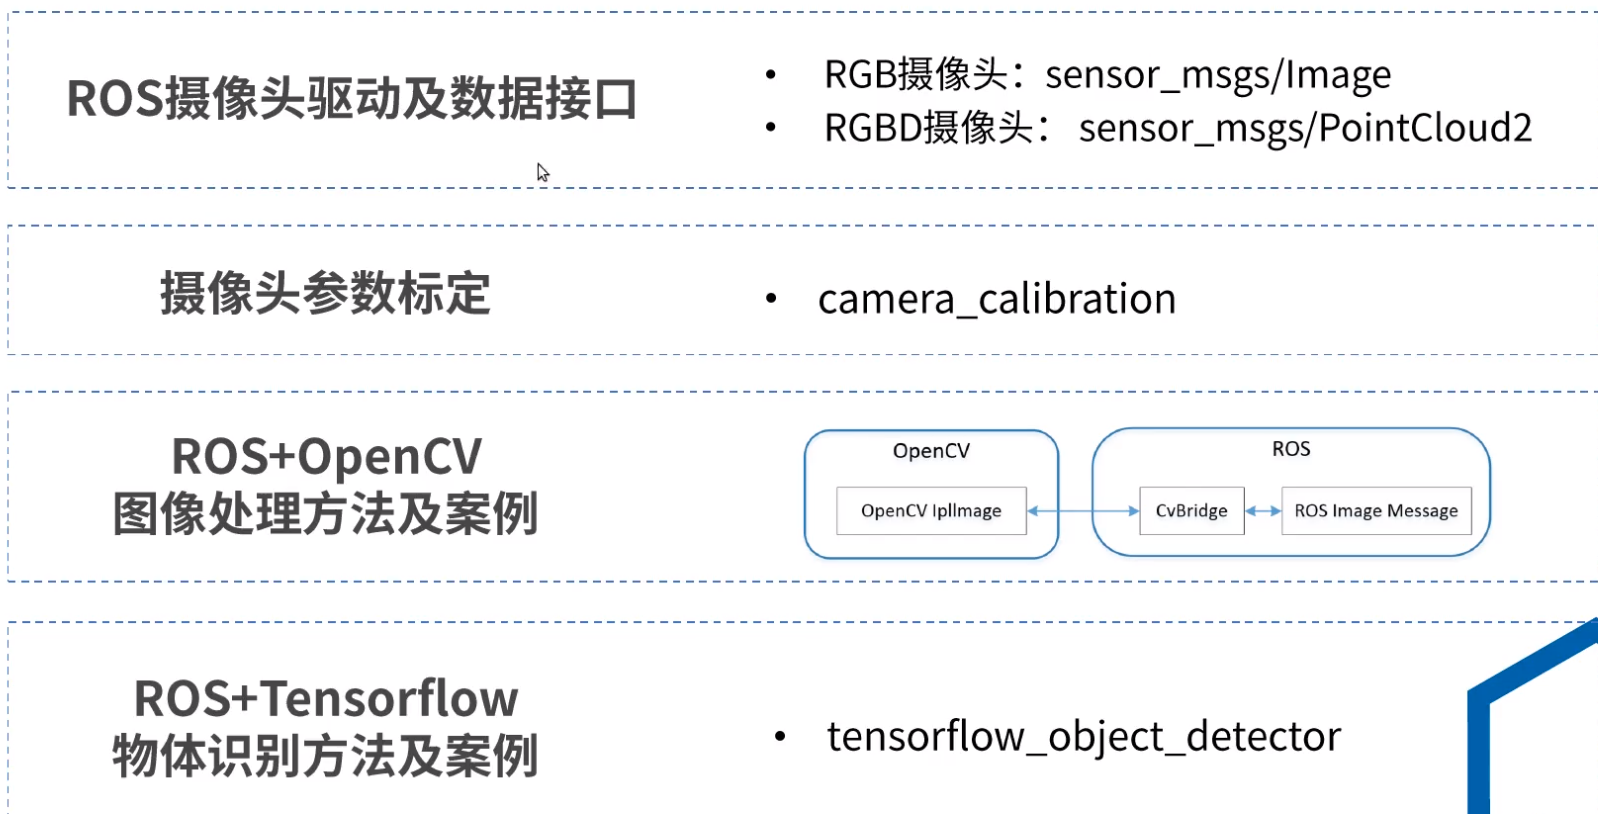 ROS摄像头驱动及数据接口
• RGB摄像头：sensor_msgs/Image
• RGBD摄像头： sensor_msgs/PointCloud2
摄像头参数标定
• camera_calibration
ROS+OpenCV
图像处理方法及案例
OpenCV
OpenCV IplImage
ROS
CvBridge
ROS Image Message
ROS+Tensorflow
物体识别方法及案例
• tensorflow_object_detector